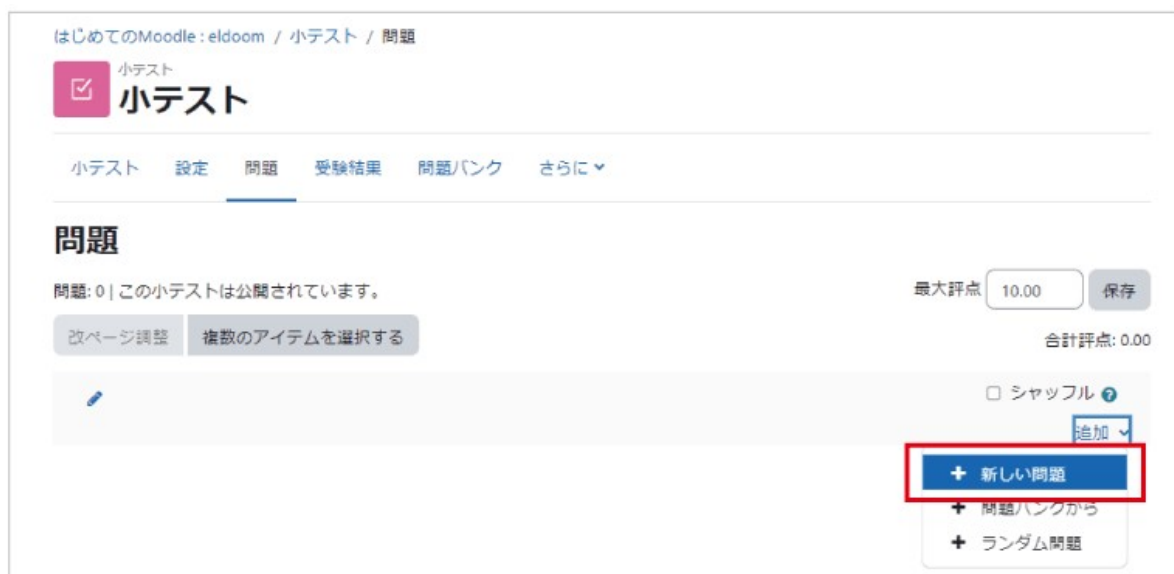 はじめてのMoodle : eldoom / 小テスト / 問題
小テスト
小テスト
小テスト 設定 問題 受験結果 問題バンク さらに
問題
問題: 0 | この小テストは公開されています。
最大評点 10.00 保存
改ページ調整 複数のアイテムを選択する
合計評点: 0.00
シャッフル
追加
新しい問題
問題バンクから
ランダム問題